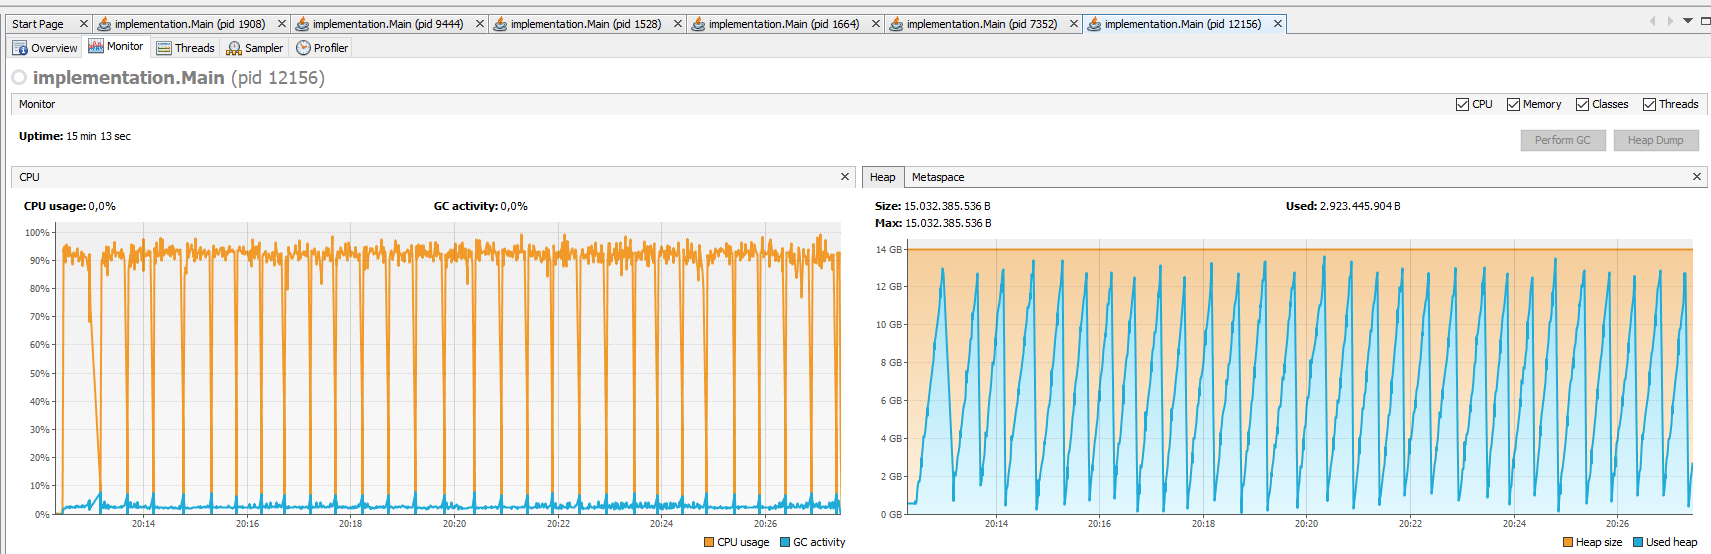 Start Page implementation.Main (pid 1908) implementation.Main (pid 9444) implementation.Main (pid 1528) implementation.Main (pid 1664) implementation.Main (pid 7352) implementation.Main (pid 12156)
Overview Monitor Threads Sampler Profiler
implementation.Main (pid 12156)
Monitor CPU Memory Classes Threads
Uptime: 15 min 13 sec
Perform GC Heap Dump
CPU
CPU usage: 0,0% GC activity: 0,0%
100%
90%
80%
70%
60%
50%
40%
30%
20%
10%
0%
20:14 20:16 20:18 20:20 20:22 20:24 20:26
CPU usage GC activity
Heap Metaspace
Size: 15.032.385.536 B Used: 2.923.445.904 B
Max: 15.032.385.536 B
14 GB
12 GB
10 GB
8 GB
6 GB
4 GB
2 GB
0 GB
20:14 20:16 20:18 20:20 20:22 20:24 20:26
Heap size Used heap